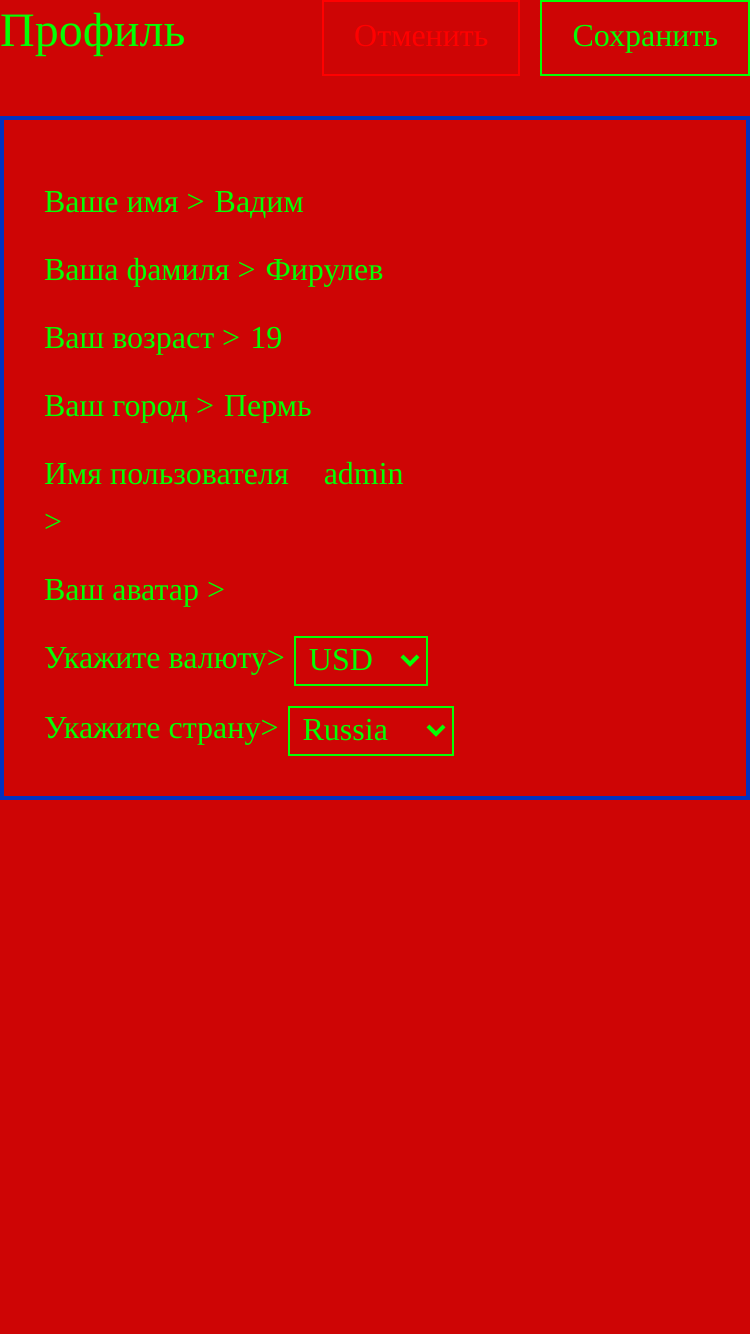 Профиль
Отменить
Сохранить
Ваше имя > Вадим
Ваша фамиля > Фирулев
Ваш возраст > 19
Ваш город > Пермь
Имя пользователя admin
>
Ваш аватар >
Укажите валюту> USD
Укажите страну> Russia